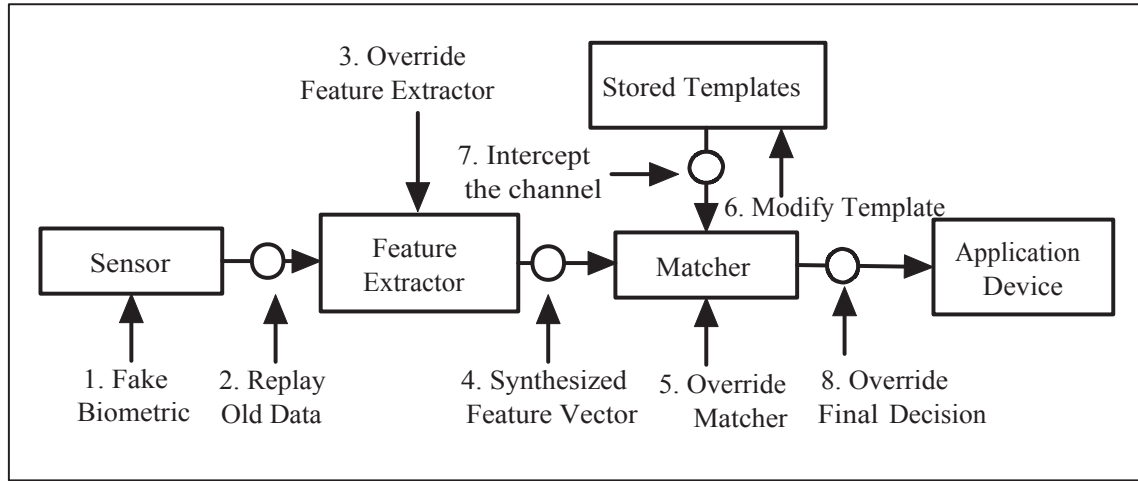 3. Override
Feature Extractor
Stored Templates
7. Intercept
the channel
6. Modify Template
Sensor
Feature
Extractor
Matcher
Application
Device
1. Fake
Biometric
2. Replay
Old Data
4. Synthesized
Feature Vector
5. Override
Matcher
8. Override
Final Decision